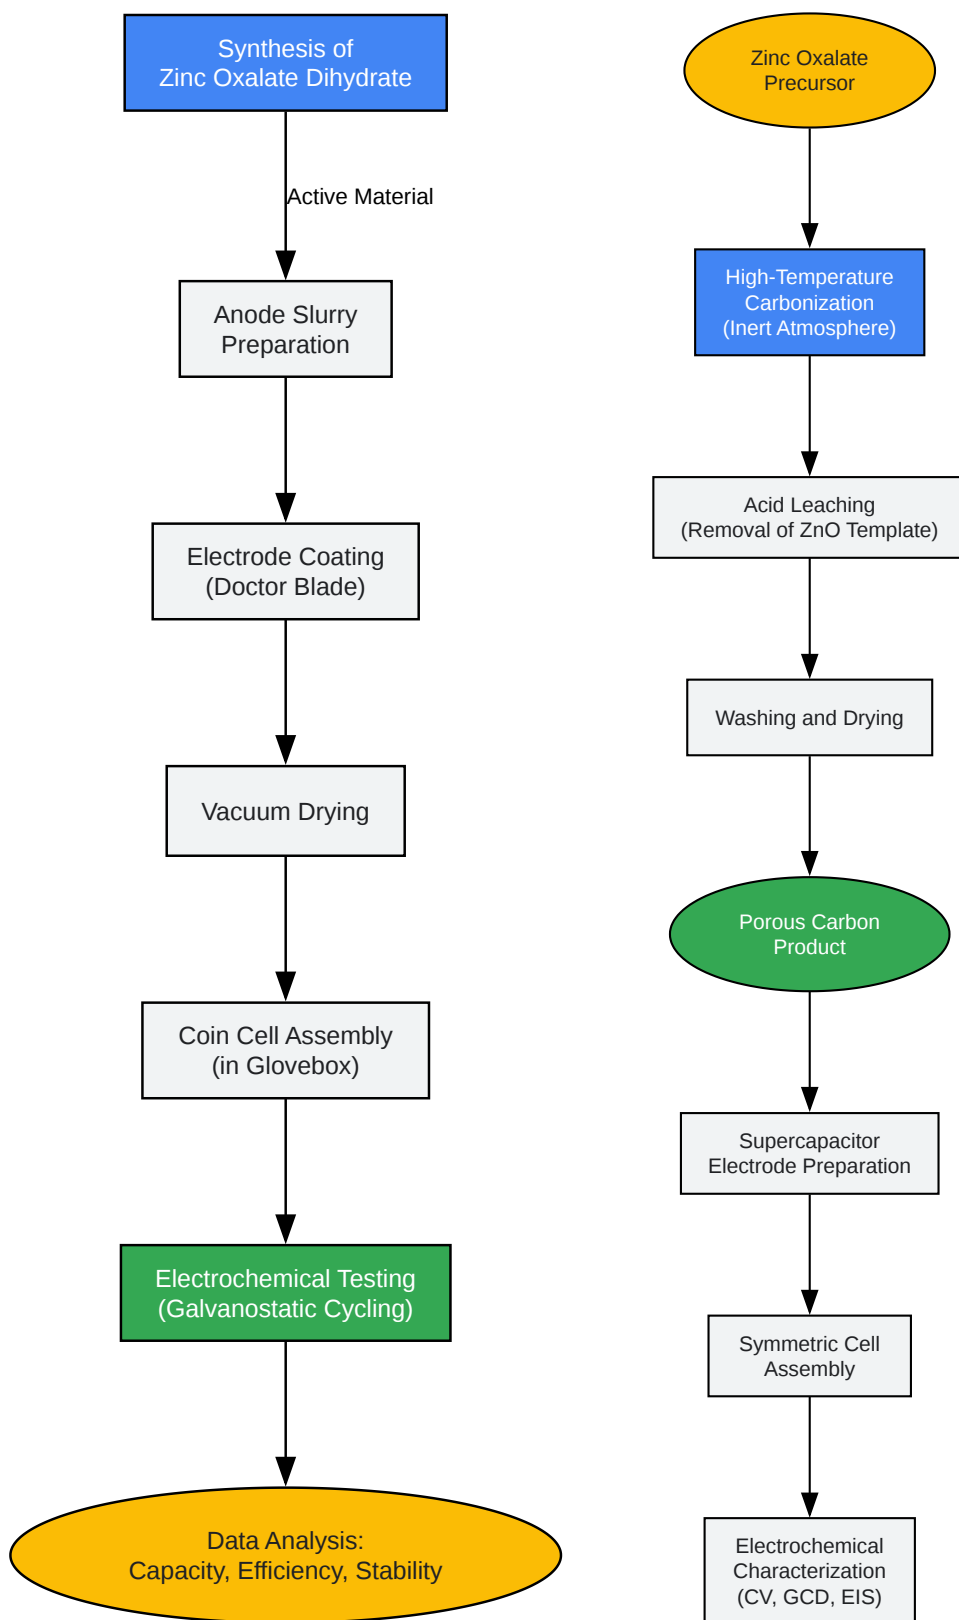 Synthesis of
Zinc Oxalate Dihydrate
Active Material
Anode Slurry
Preparation
Electrode Coating
(Doctor Blade)
Vacuum Drying
Coin Cell Assembly
(in Glovebox)
Electrochemical Testing
(Galvanostatic Cycling)
Data Analysis:
Capacity, Efficiency, Stability
Zinc Oxalate
Precursor
High-Temperature
Carbonization
(Inert Atmosphere)
Acid Leaching
(Removal of ZnO Template)
Washing and Drying
Porous Carbon
Product
Supercapacitor
Electrode Preparation
Symmetric Cell
Assembly
Electrochemical
Characterization
(CV, GCD, EIS)